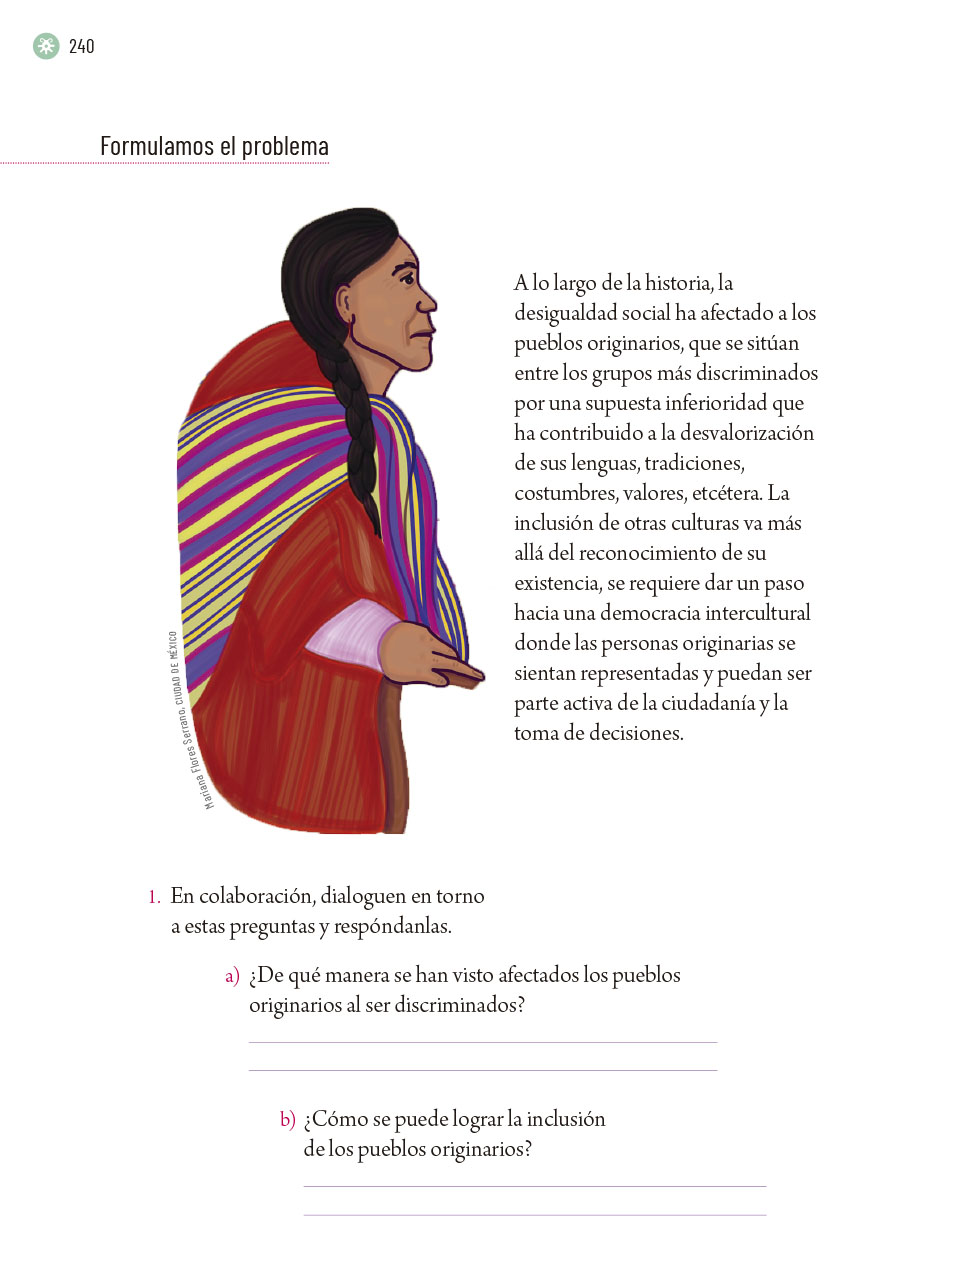 240
Formulamos el problema
A lo largo de la historia, la
desigualdad social ha afectado a los
pueblos originarios, que se sitúan
entre los grupos más discriminados
por una supuesta inferioridad que
ha contribuido a la desvalorización
de sus lenguas, tradiciones,
costumbres, valores, etcétera. La
inclusión de otras culturas va más
allá del reconocimiento de su
existencia, se requiere dar un paso
hacia una democracia intercultural
donde las personas originarias se
sientan representadas y puedan ser
parte activa de la ciudadanía y la
toma de decisiones.
Mariana Flores Serrano, CIUDAD DE MÉXICO
1. En colaboración, dialoguen en torno
a estas preguntas y respóndanlas.
a) ¿De qué manera se han visto afectados los pueblos
originarios al ser discriminados?
b) ¿Cómo se puede lograr la inclusión
de los pueblos originarios?